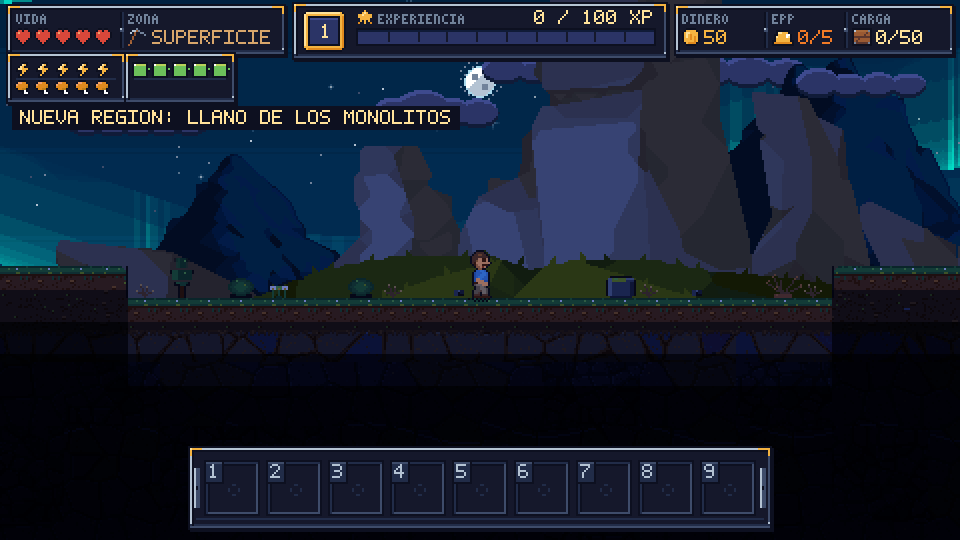 VIDA
ZONA
SUPERFICIE
1
EXPERIENCIA
0 / 100 XP
DINERO
50
EPP
0/5
CARGA
0/50
NUEVA REGION: LLANO DE LOS MONOLITOS
1 2 3 4 5 6 7 8 9